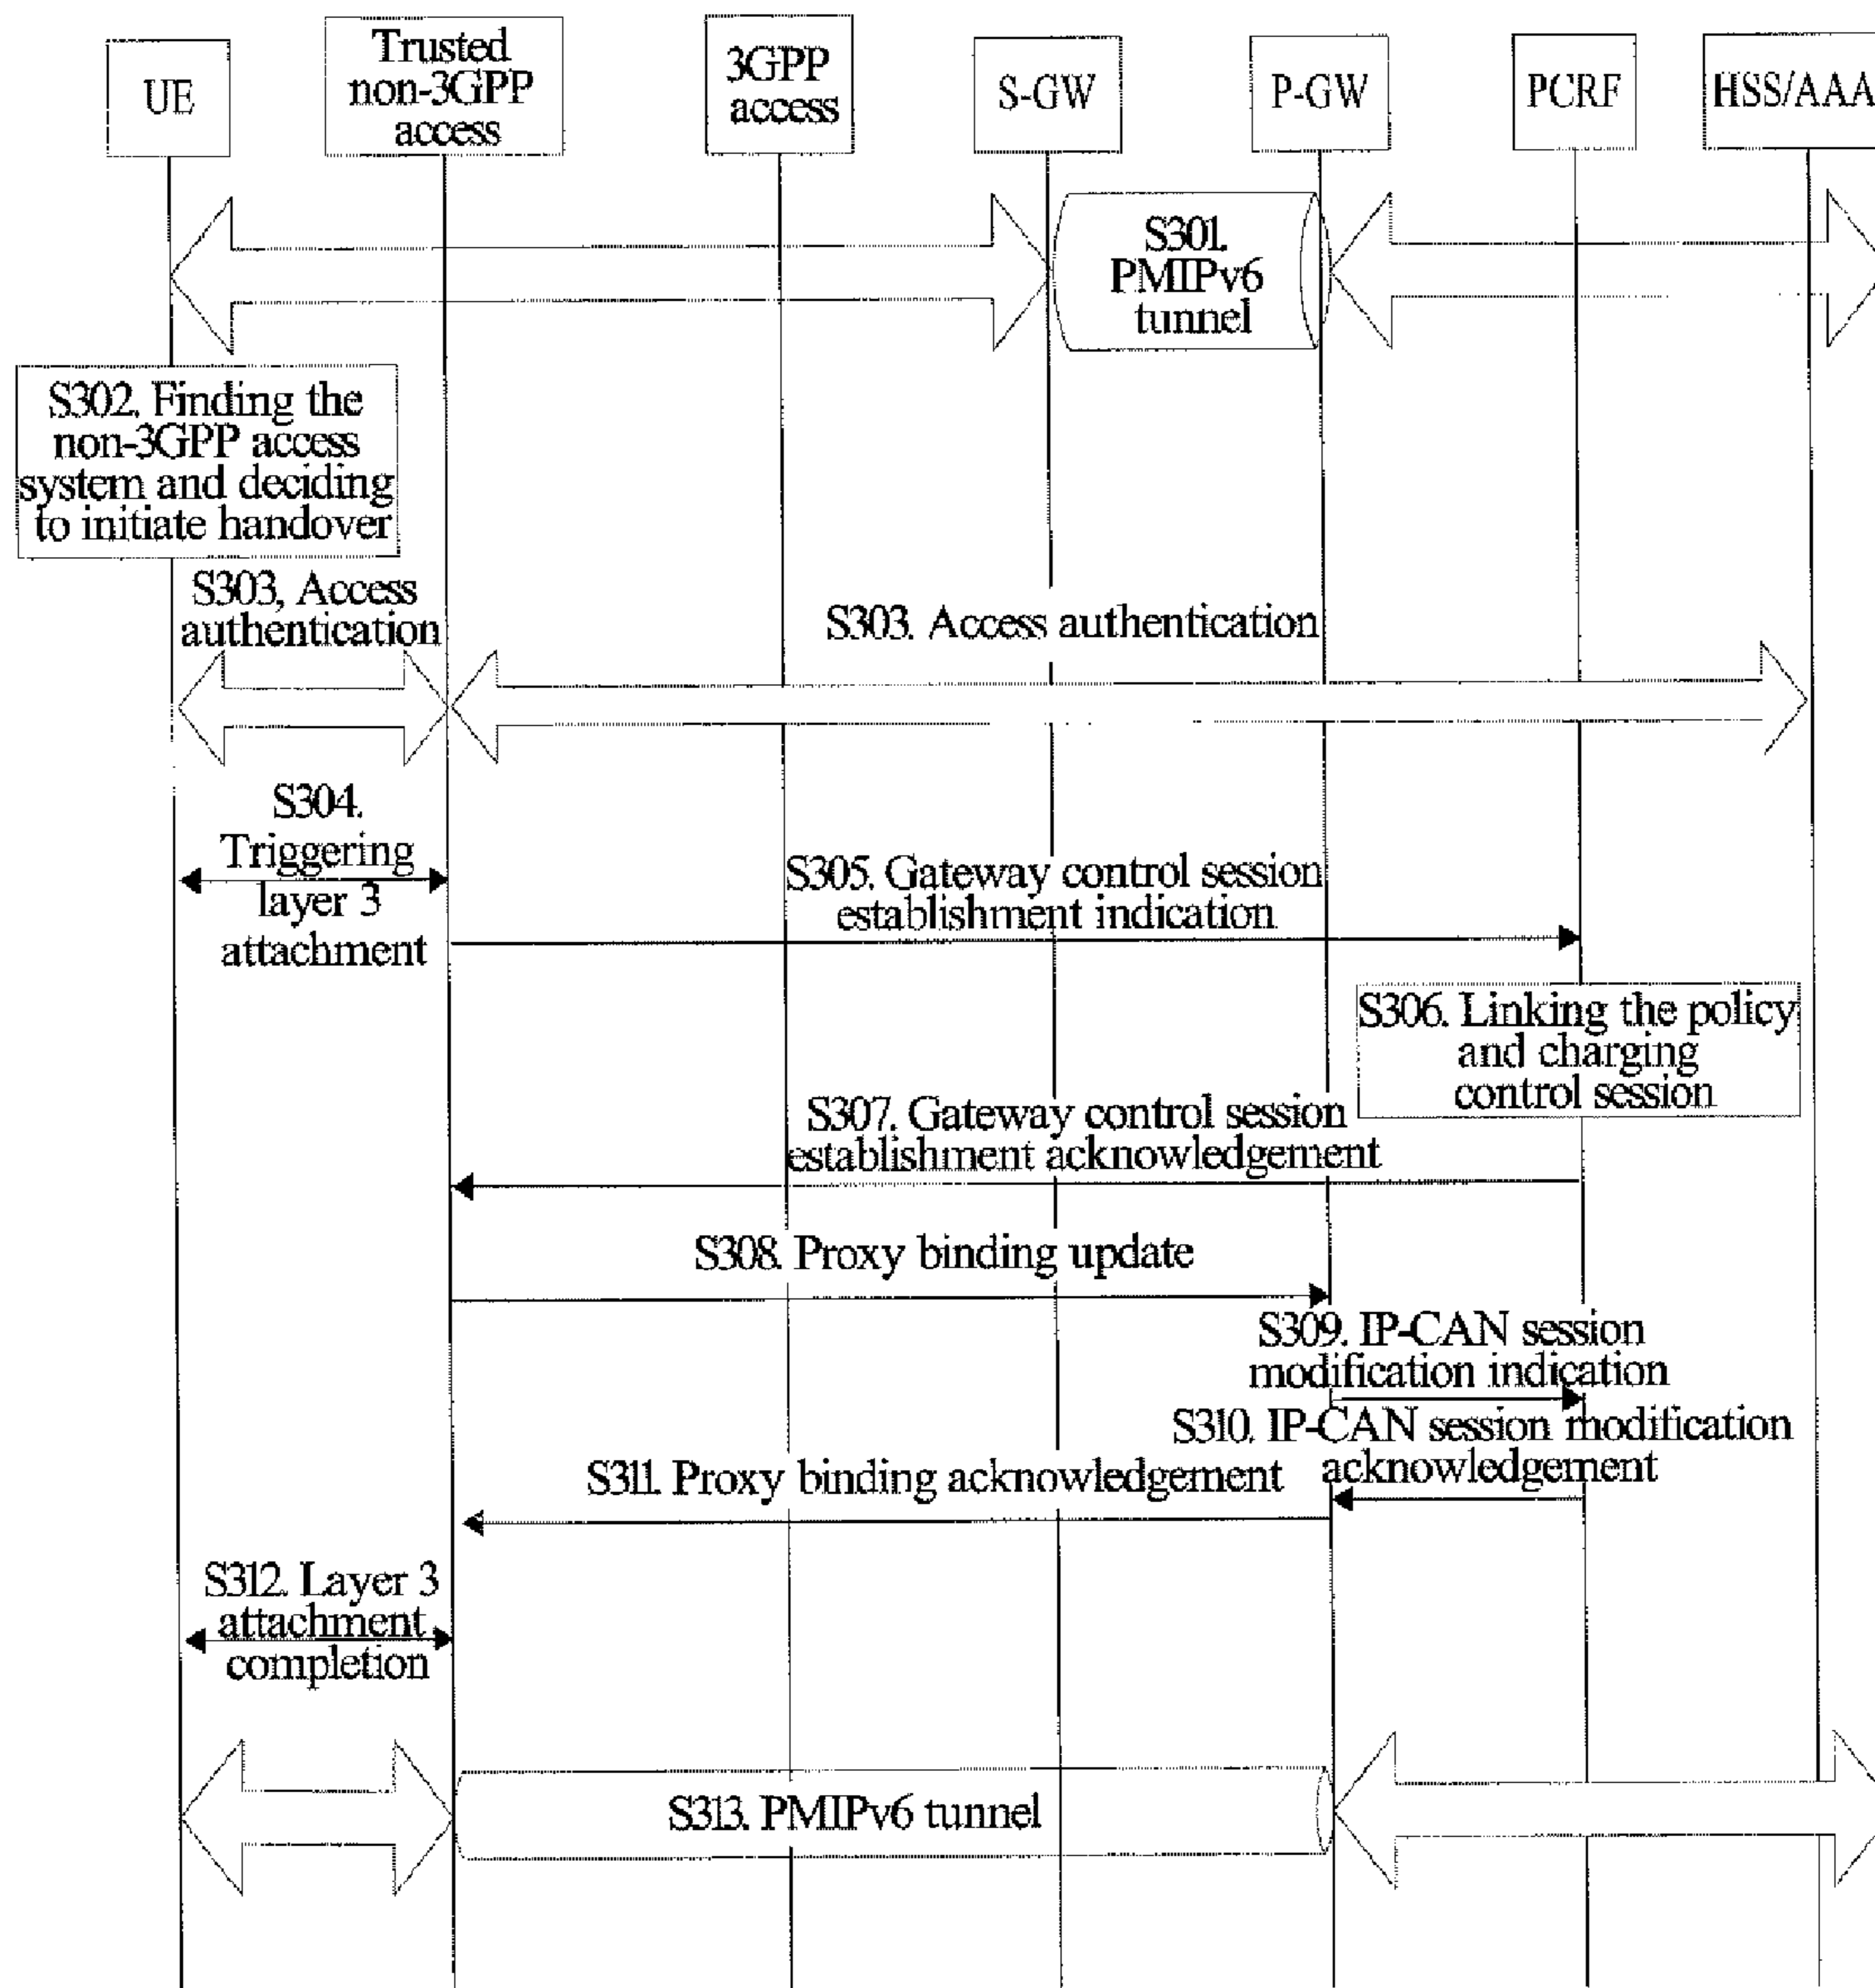 UE
Trusted
non-3GPP
access
3GPP
access
S-GW
P-GW
PCRF
HSS/AAA
S301.
PMIPv6
tunnel
S302. Finding the
non-3GPP access
system and deciding
to initiate handover
S303, Access
authentication
S303. Access authentication
S304.
Triggering
layer 3
attachment
S305. Gateway control session
establishment indication
S306. Linking the policy
and charging
control session
S307. Gateway control session
establishment acknowledgement
S308. Proxy binding update
S309. IP-CAN session
modification indication
S310. IP-CAN session modification
acknowledgement
S311. Proxy binding acknowledgement
S312. Layer 3
attachment
completion
S313. PMIPv6 tunnel